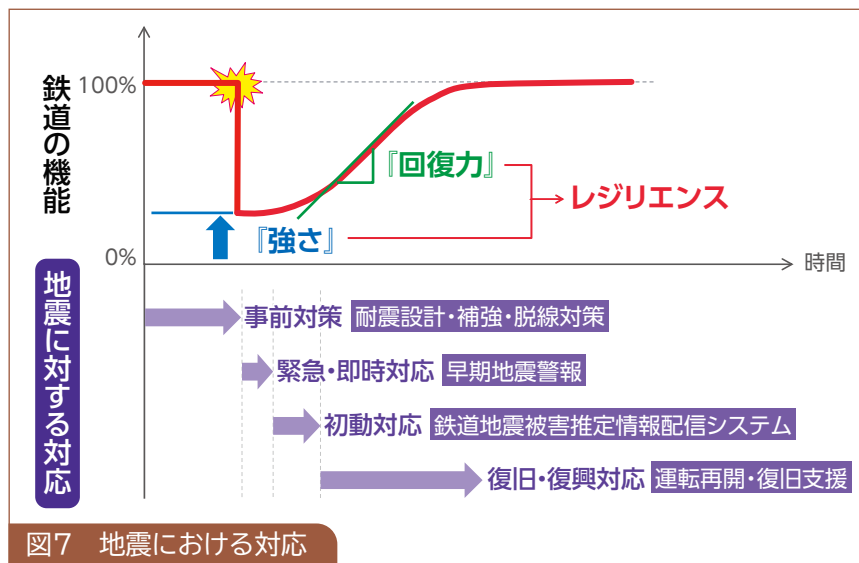 鉄道の機能
100%
0%
『回復力』
『強さ』
レジリエンス
時間
地震に対する対応
事前対策 耐震設計・補強・脱線対策
緊急・即時対応 早期地震警報
初動対応 鉄道地震被害推定情報配信システム
復旧・復興対応 運転再開・復旧支援
図7 地震における対応